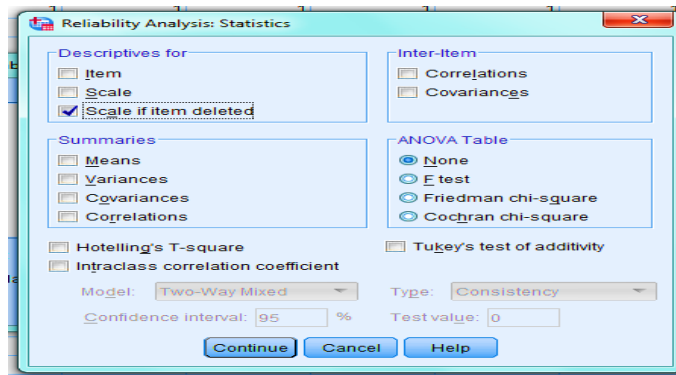 Reliability Analysis: Statistics
Descriptives for
Item
Scale
Scale if item deleted
Inter-Item
Correlations
Covariances
Summaries
Means
Variances
Covariances
Correlations
ANOVA Table
None
F test
Friedman chi-square
Cochran chi-square
Hotelling's T-square
Tukey's test of additivity
Intraclass correlation coefficient
Model: Two-Way Mixed Type: Consistency
Confidence interval: 95 % Test value: 0
Continue Cancel Help